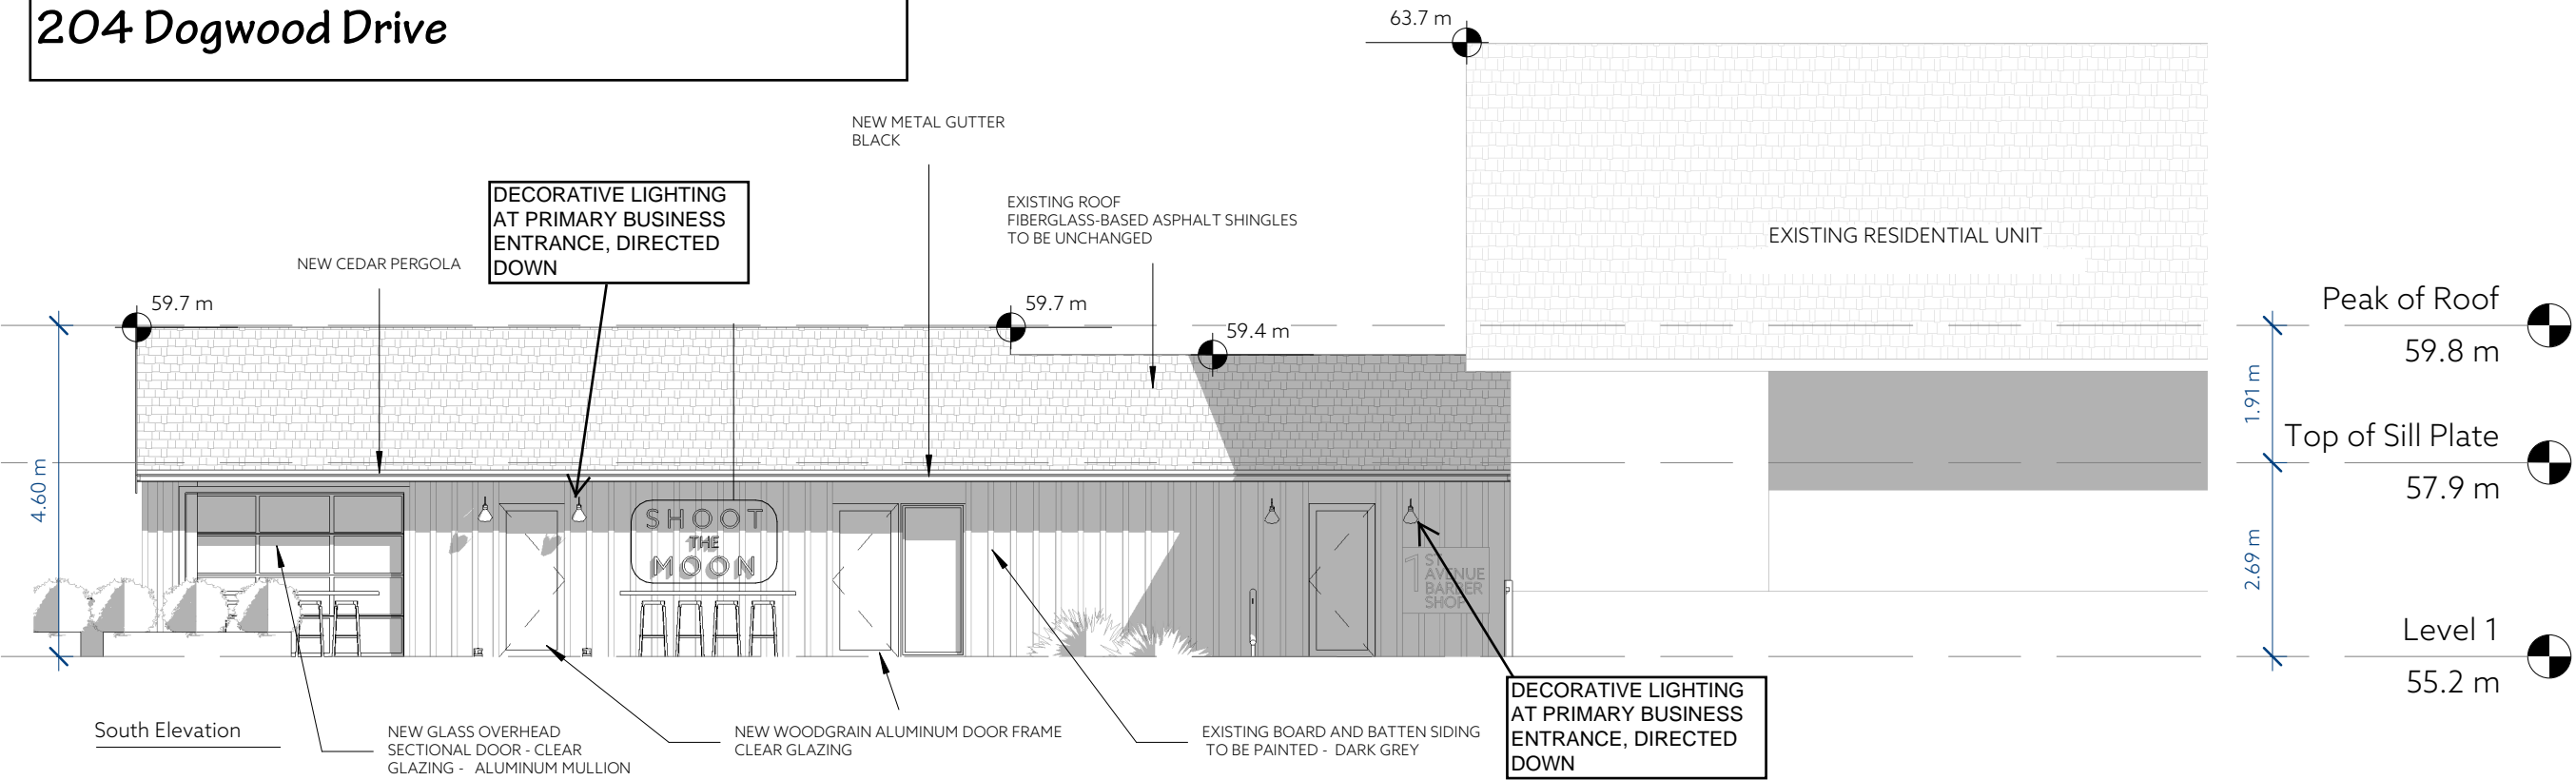 204 Dogwood Drive
63.7 m
NEW METAL GUTTER
BLACK
DECORATIVE LIGHTING
AT PRIMARY BUSINESS
ENTRANCE, DIRECTED
DOWN
EXISTING ROOF
FIBERGLASS-BASED ASPHALT SHINGLES
TO BE UNCHANGED
EXISTING RESIDENTIAL UNIT
NEW CEDAR PERGOLA
59.7 m
59.7 m
59.4 m
Peak of Roof
59.8 m
1.91 m
Top of Sill Plate
57.9 m
4.60 m
SHOOT
THE
MOON
1 ST
AVENUE
BARBER
SHOP
2.69 m
Level 1
55.2 m
South Elevation
NEW GLASS OVERHEAD
SECTIONAL DOOR - CLEAR
GLAZING - ALUMINUM MULLION
NEW WOODGRAIN ALUMINUM DOOR FRAME
CLEAR GLAZING
EXISTING BOARD AND BATTEN SIDING
TO BE PAINTED - DARK GREY
DECORATIVE LIGHTING
AT PRIMARY BUSINESS
ENTRANCE, DIRECTED
DOWN